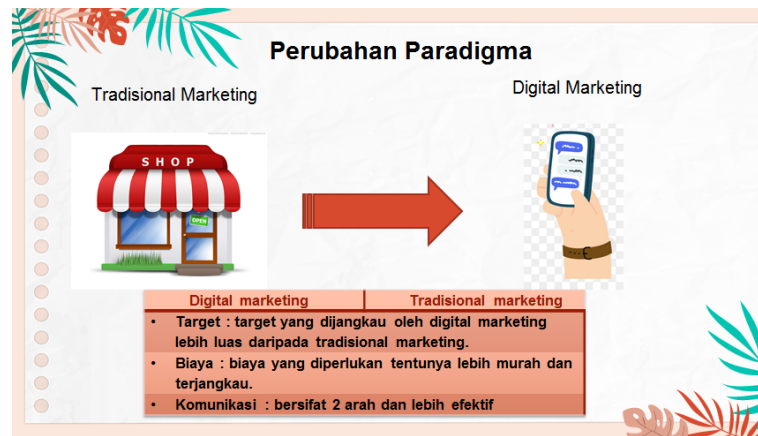 Perubahan Paradigma
Tradisional Marketing
Digital Marketing
SHOP
OPEN
Digital marketing
Tradisional marketing
• Target : target yang dijangkau oleh digital marketing
lebih luas daripada tradisional marketing.
• Biaya : biaya yang diperlukan tentunya lebih murah dan
terjangkau.
• Komunikasi : bersifat 2 arah dan lebih efektif